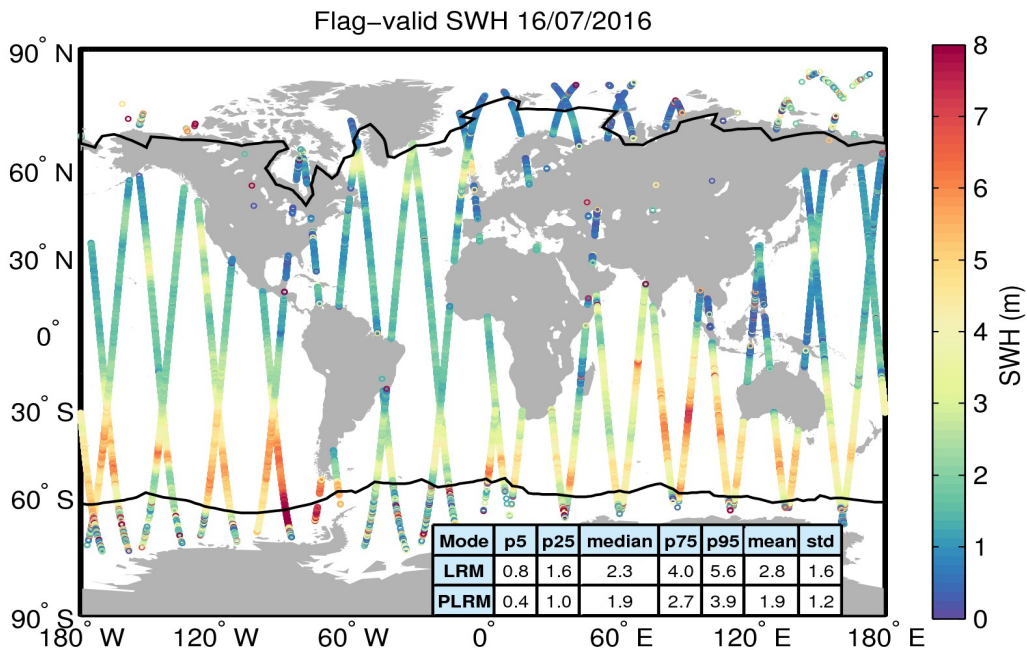 Flag−valid SWH 16/07/2016
90° N
60° N
30° N
0°
30° S
60° S
90° S
180° W
120° W
60° W
0°
60° E
120° E
180° E
Mode p5 p25 median p75 p95 mean std
LRM 0.8 1.6 2.3 4.0 5.6 2.8 1.6
PLRM 0.4 1.0 1.9 2.7 3.9 1.9 1.2
8
7
6
5
4
3
2
1
0
SWH (m)